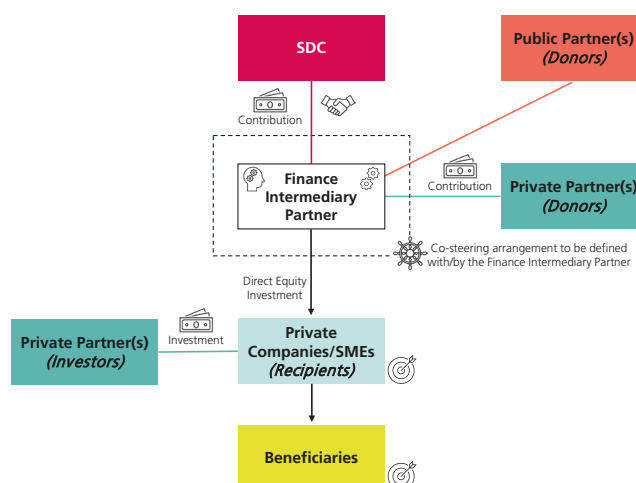 SDC
Public Partner(s)
(Donors)
Contribution
Finance
Intermediary
Partner
Contribution
Private Partner(s)
(Donors)
Co-steering arrangement to be defined
with/by the Finance Intermediary Partner
Direct Equity
Investment
Private Partner(s)
(Investors)
Investment
Private
Companies/SMEs
(Recipients)
Beneficiaries